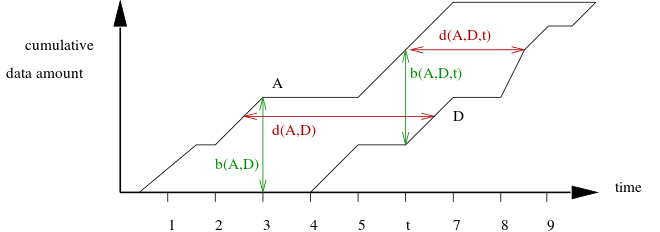 d(A,D,t)
cumulative
data amount
b(A,D,t)
A
D
d(A,D)
b(A,D)
time
1 2 3 4 5 t 7 8 9